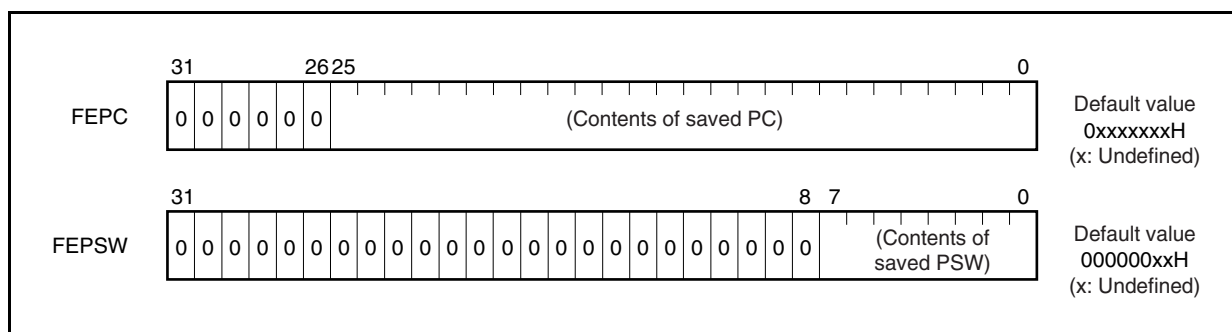 31 26 25 0
FEPC 0 0 0 0 0 0 (Contents of saved PC)
Default value
0xxxxxxxH
(x: Undefined)
31 8 7 0
FEPSW 0 0 0 0 0 0 0 0 0 0 0 0 0 0 0 0 0 0 0 0 0 0 0 0 (Contents of
saved PSW)
Default value
000000xxH
(x: Undefined)